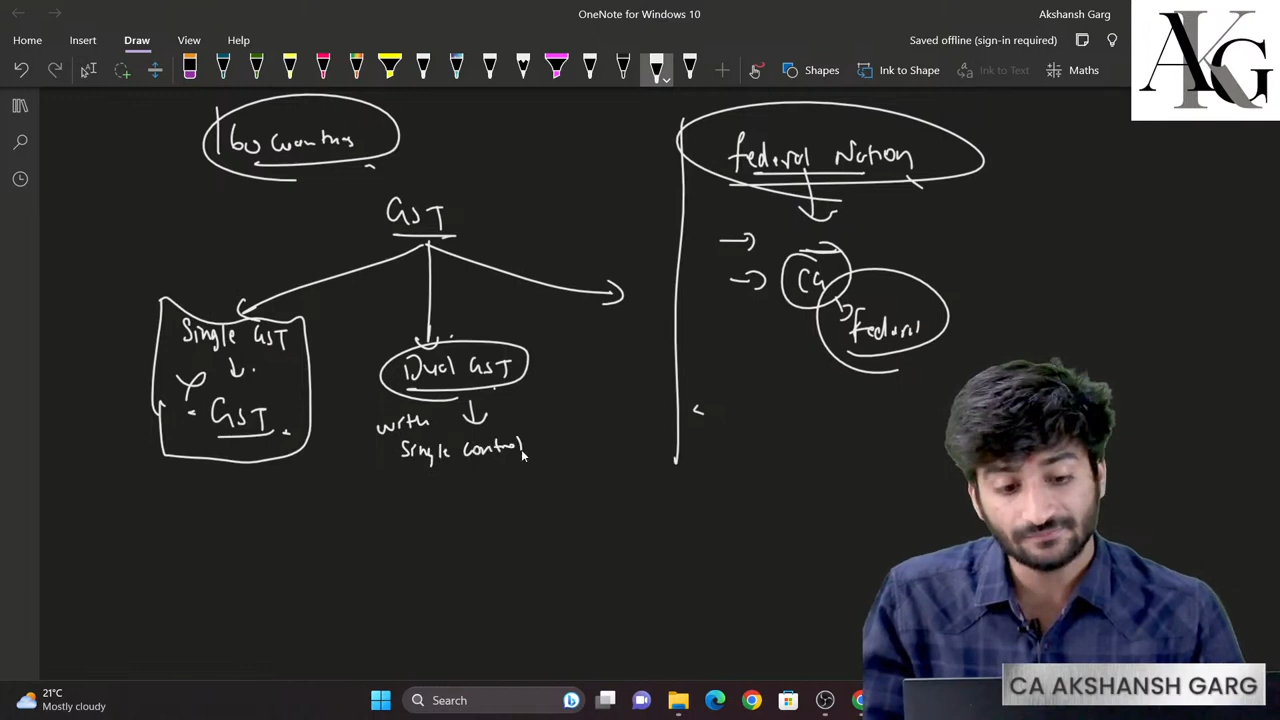 OneNote for Windows 10
Akshansh Garg
Home Insert Draw View Help
Saved offline (sign-in required)
Shapes Ink to Shape Ink to Text Maths
AKG
160 countries
Federal Nation
GST
CG
Federal
Single GST
GST
Dual GST
with
Single control
CA AKSHANSH GARG
21°C
Mostly cloudy
Search